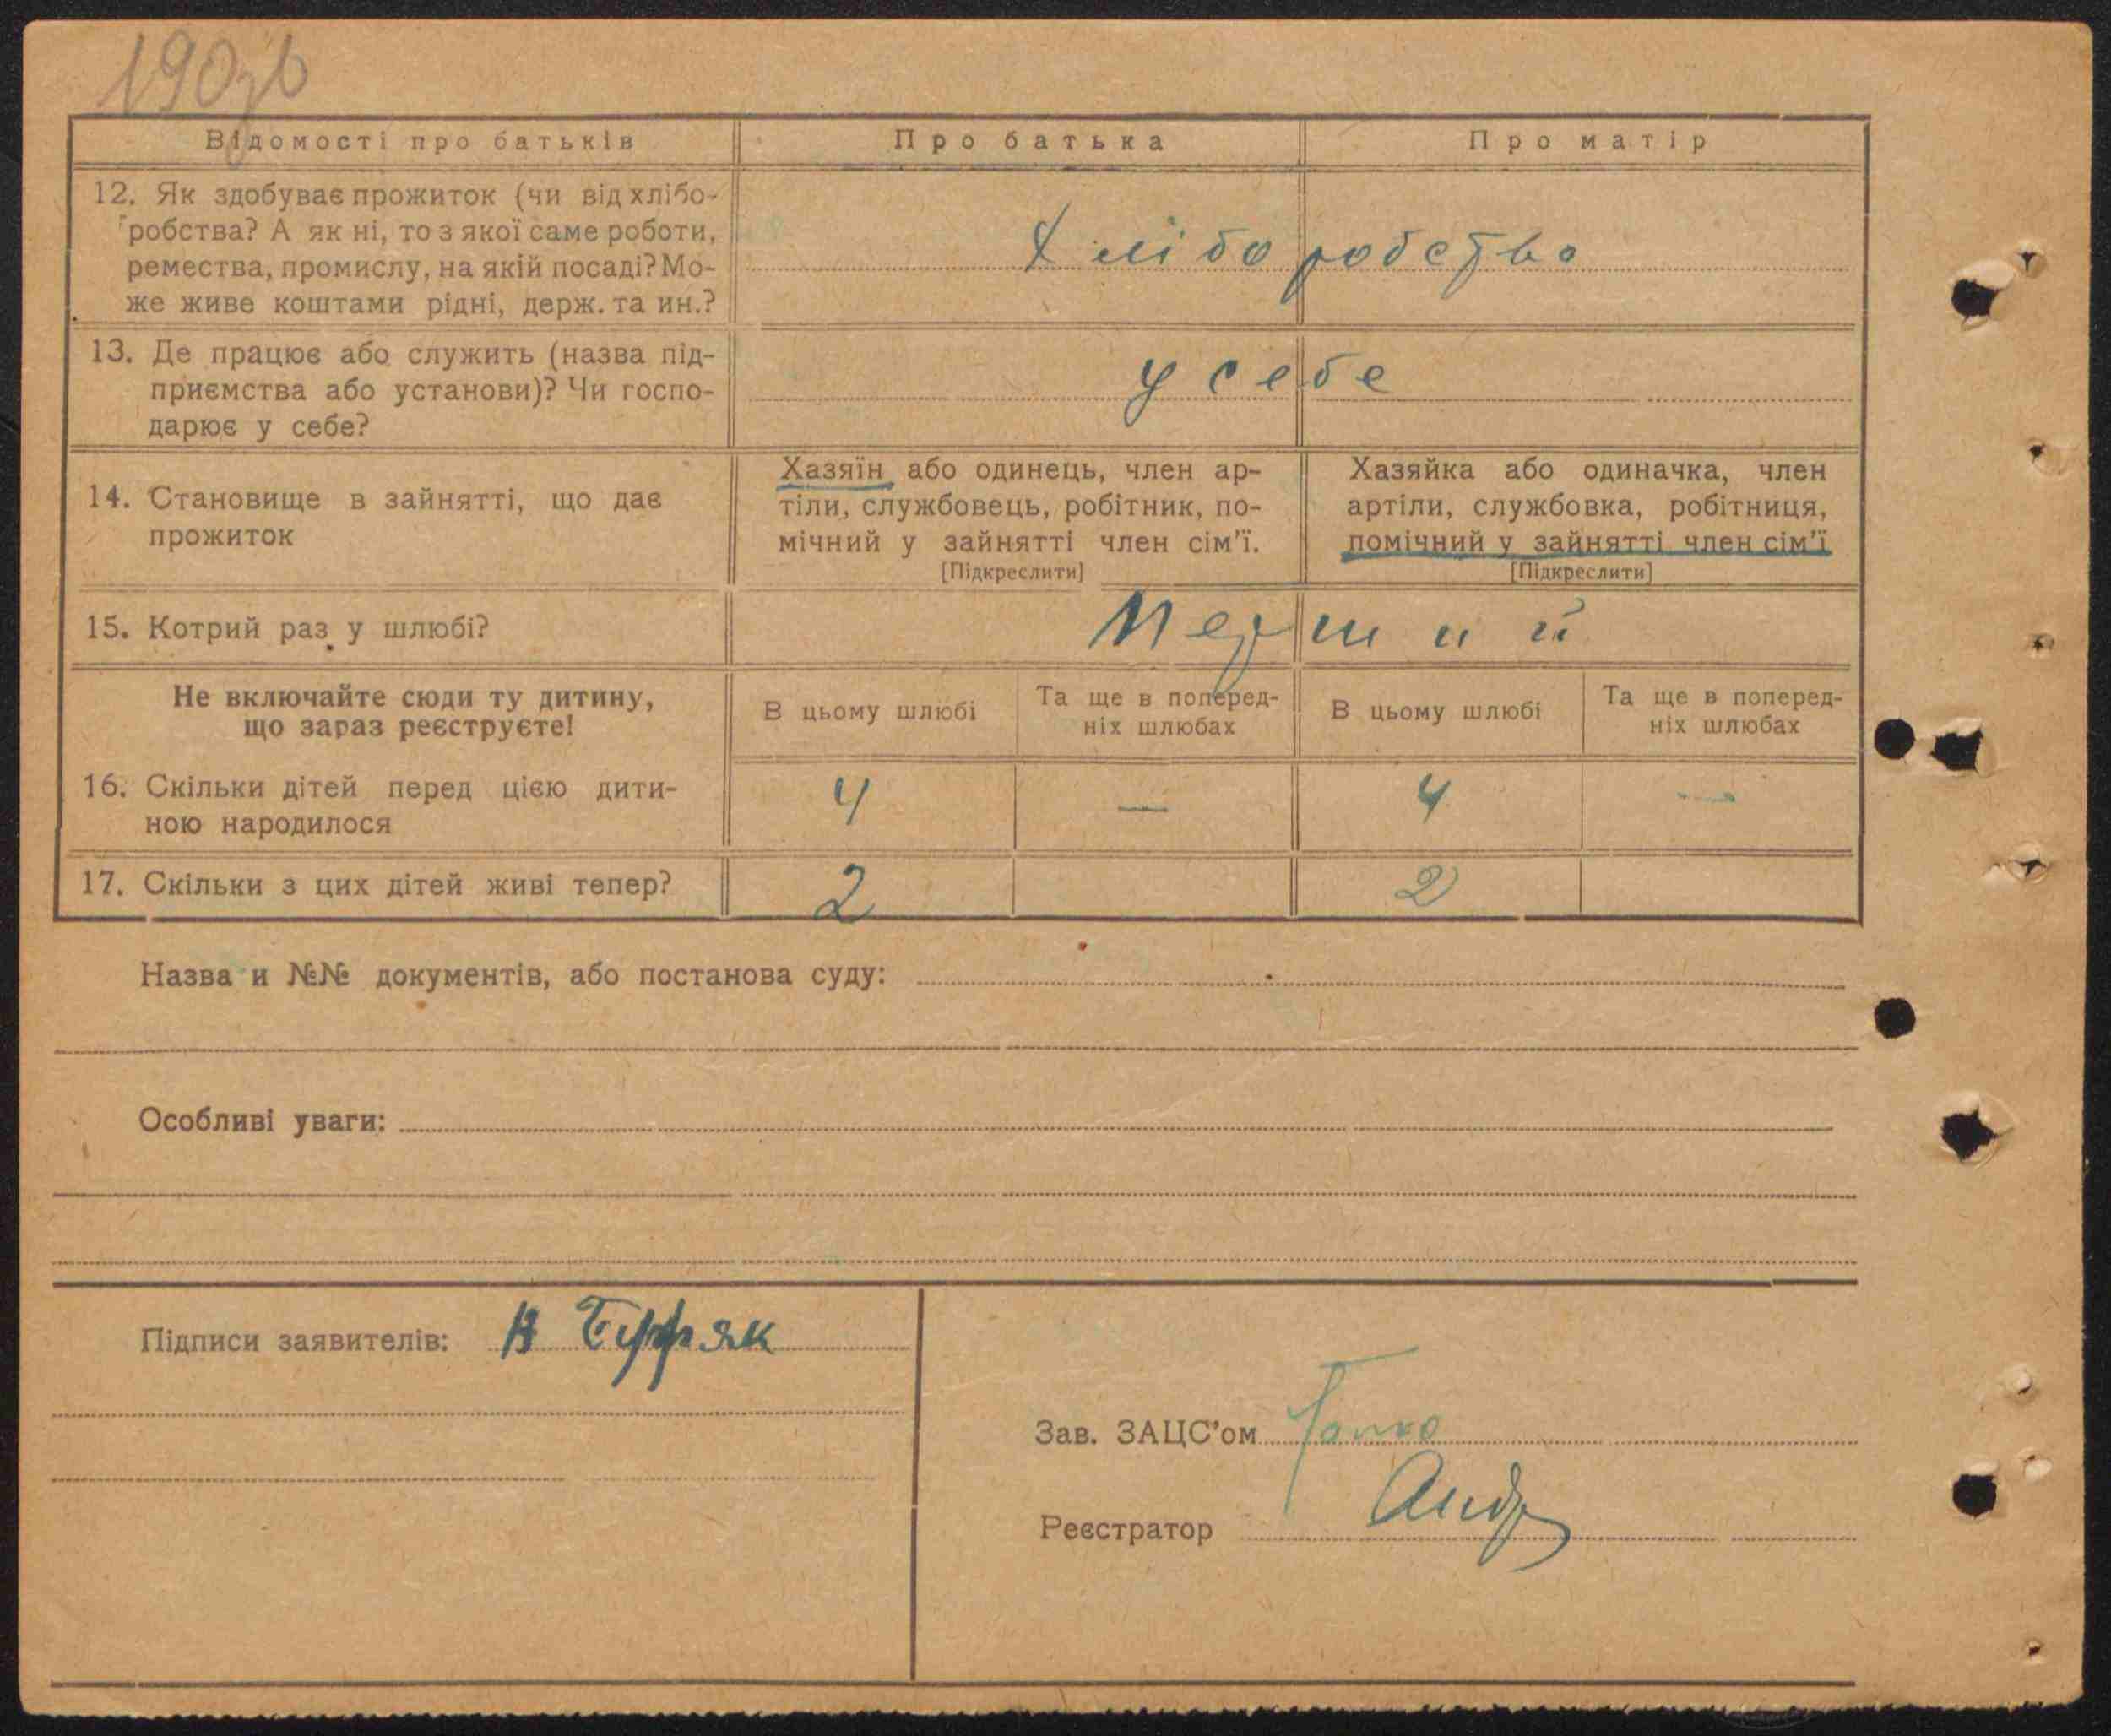 190зв
Відомості про батьків
Про батька
Про матір
12. Як здобуває прожиток (чи від хлібо-
робства? А як ні, то з якої саме роботи,
ремества, промислу, на якій посаді? Мо-
же живе коштами рідні, держ. та ин.?
Хліборобство
13. Де працює або служить (назва під-
приємства або установи)? Чи госпо-
дарює у себе?
у себе
14. Становище в зайнятті, що дає
прожиток
Хазяїн або одинець, член ар-
тіли, службовець, робітник, по-
мічний у зайнятті член сім'ї.
[Підкреслити]
Хазяйка або одиначка, член
артіли, службовка, робітниця,
помічний у зайнятті член сім'ї
[Підкреслити]
15. Котрий раз у шлюбі?
Перший
Не включайте сюди ту дитину,
що зараз реєструєте!
В цьому шлюбі
Та ще в поперед-
ніх шлюбах
В цьому шлюбі
Та ще в поперед-
ніх шлюбах
16. Скільки дітей перед цією дити-
ною народилося
4 — 4 —
17. Скільки з цих дітей живі тепер?
2 2
Назва и №№ документів, або постанова суду:
Особливі уваги:
Підписи заявителів:
Зав. ЗАЦС'ом
Реєстратор